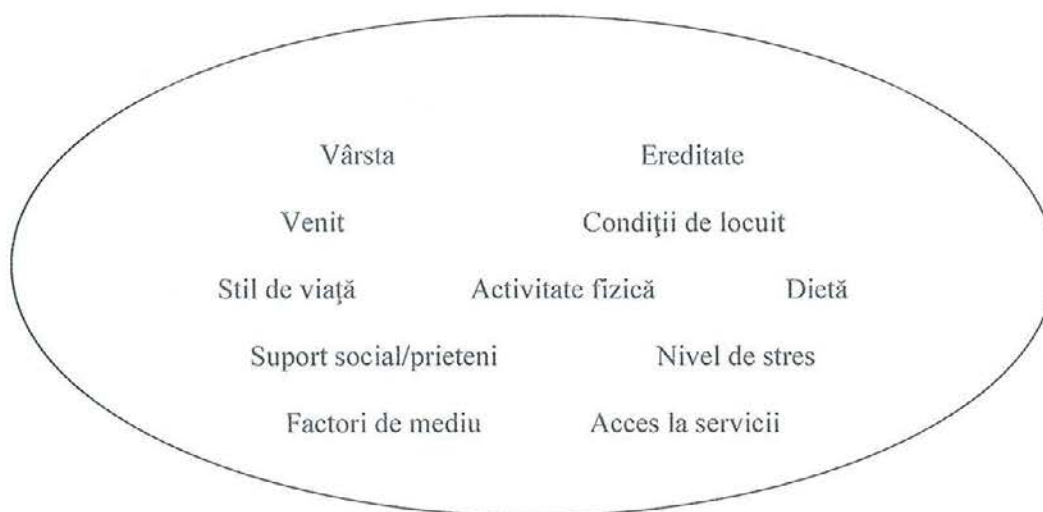 Vârsta Ereditate
Venit Condiţii de locuit
Stil de viaţă Activitate fizică Dietă
Suport social/prieteni Nivel de stres
Factori de mediu Acces la servicii